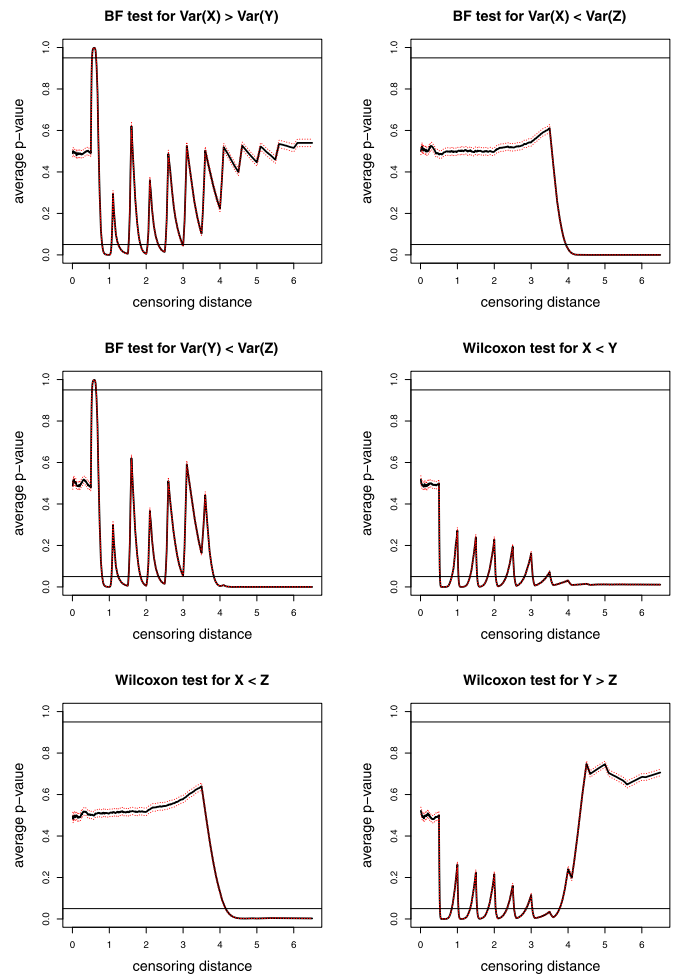 BF test for Var(X) > Var(Y)
average p−value
0.0 0.2 0.4 0.6 0.8 1.0
0 1 2 3 4 5 6
censoring distance
BF test for Var(X) < Var(Z)
average p−value
0.0 0.2 0.4 0.6 0.8 1.0
0 1 2 3 4 5 6
censoring distance
BF test for Var(Y) < Var(Z)
average p−value
0.0 0.2 0.4 0.6 0.8 1.0
0 1 2 3 4 5 6
censoring distance
Wilcoxon test for X < Y
average p−value
0.0 0.2 0.4 0.6 0.8 1.0
0 1 2 3 4 5 6
censoring distance
Wilcoxon test for X < Z
average p−value
0.0 0.2 0.4 0.6 0.8 1.0
0 1 2 3 4 5 6
censoring distance
Wilcoxon test for Y > Z
average p−value
0.0 0.2 0.4 0.6 0.8 1.0
0 1 2 3 4 5 6
censoring distance